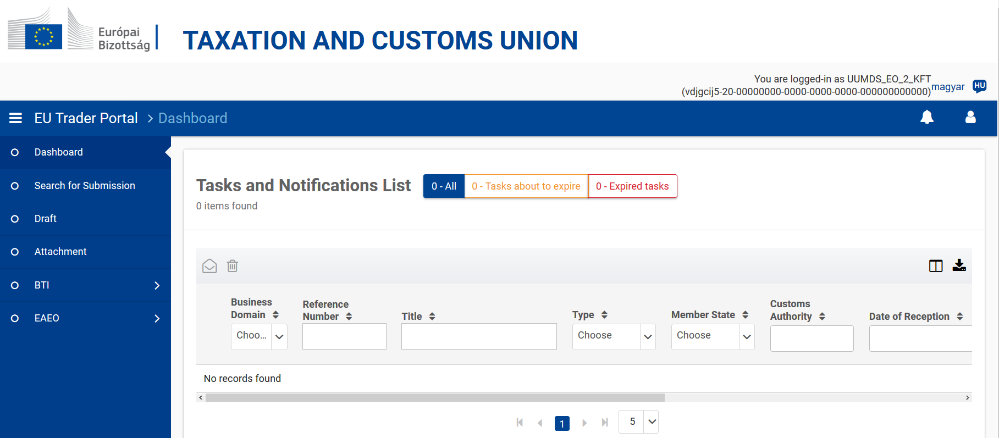 Európai
Bizottság
TAXATION AND CUSTOMS UNION
You are logged-in as UUMDS_EO_2_KFT
(vdjgcij5-20-00000000-0000-0000-0000-000000000000)
magyar HU
EU Trader Portal > Dashboard
Dashboard
Search for Submission
Draft
Attachment
BTI
EAEO
Tasks and Notifications List
0 - All
0 - Tasks about to expire
0 - Expired tasks
0 items found
Business
Domain
Reference
Number
Title
Type
Member State
Customs
Authority
Date of Reception
Choo...
Choose
Choose
No records found
1
5